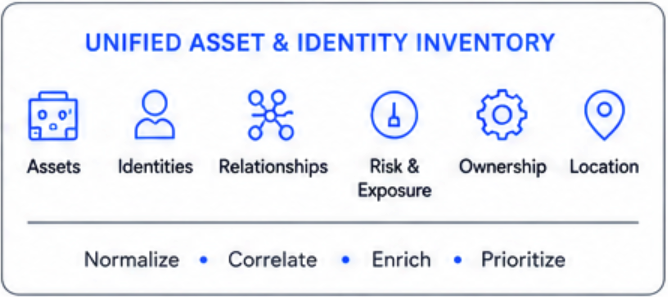 UNIFIED ASSET & IDENTITY INVENTORY
Assets Identities Relationships Risk & Exposure Ownership Location
Normalize • Correlate • Enrich • Prioritize